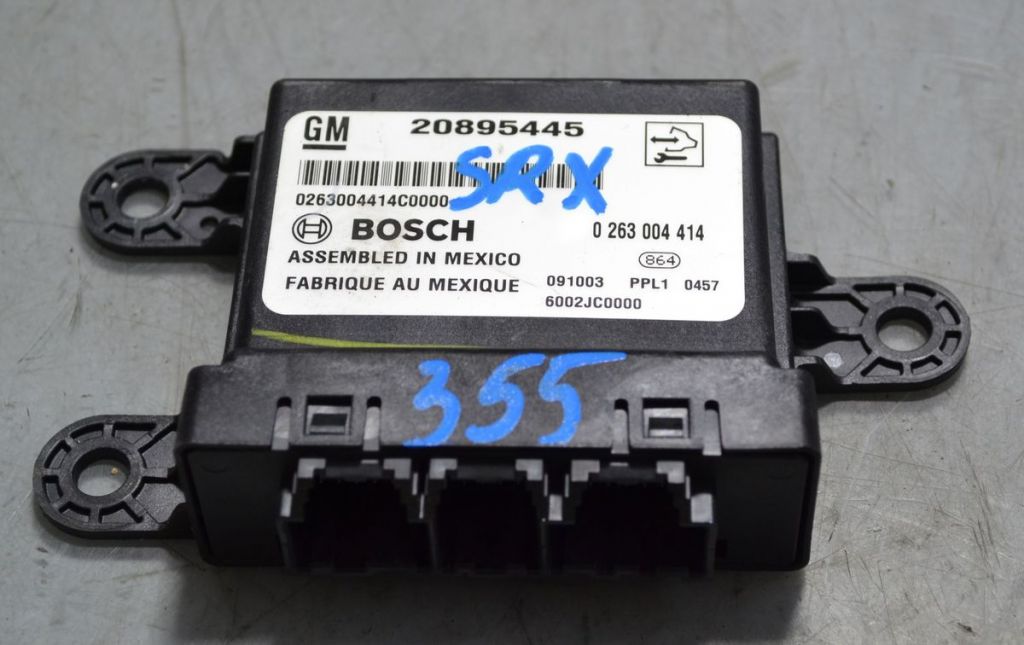 GM 20895445
SRX
0263004414C0000
BOSCH 0 263 004 414
ASSEMBLED IN MEXICO 864
FABRIQUE AU MEXIQUE 091003 PPL1 0457
6002JC0000
355